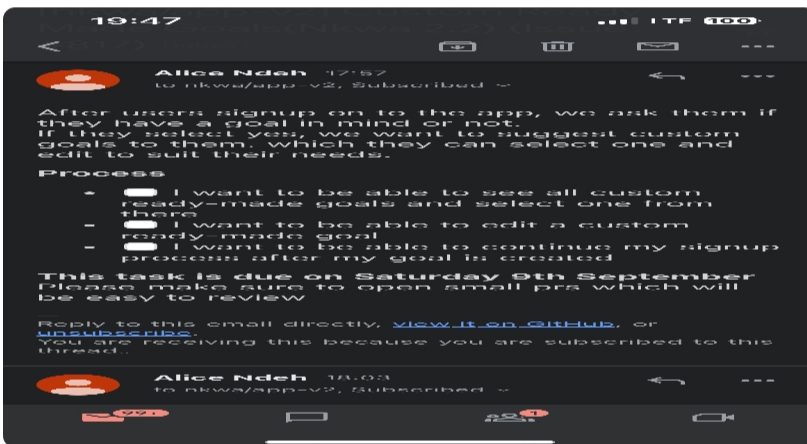 19:47
LTE 100
Alice Ndeh 17:57
to nkwa/app-v2, Subscribed
After users signup on to the app, we ask them if
they have a goal in mind or not.
If they select yes, we want to suggest custom
goals to them. which they can select one and
edit to suit their needs.
Process
I want to be able to see all custom
ready-made goals and select one from
there
I want to be able to edit a custom
ready-made goal
I want to be able to continue my signup
process after my goal is created
This task is due on Saturday 9th September
Please make sure to open small prs which will
be easy to review
Reply to this email directly, view it on GitHub, or
unsubscribe.
You are receiving this because you are subscribed to this
thread.
Alice Ndeh 18:03
to nkwa/app-v2, Subscribed
99+
1